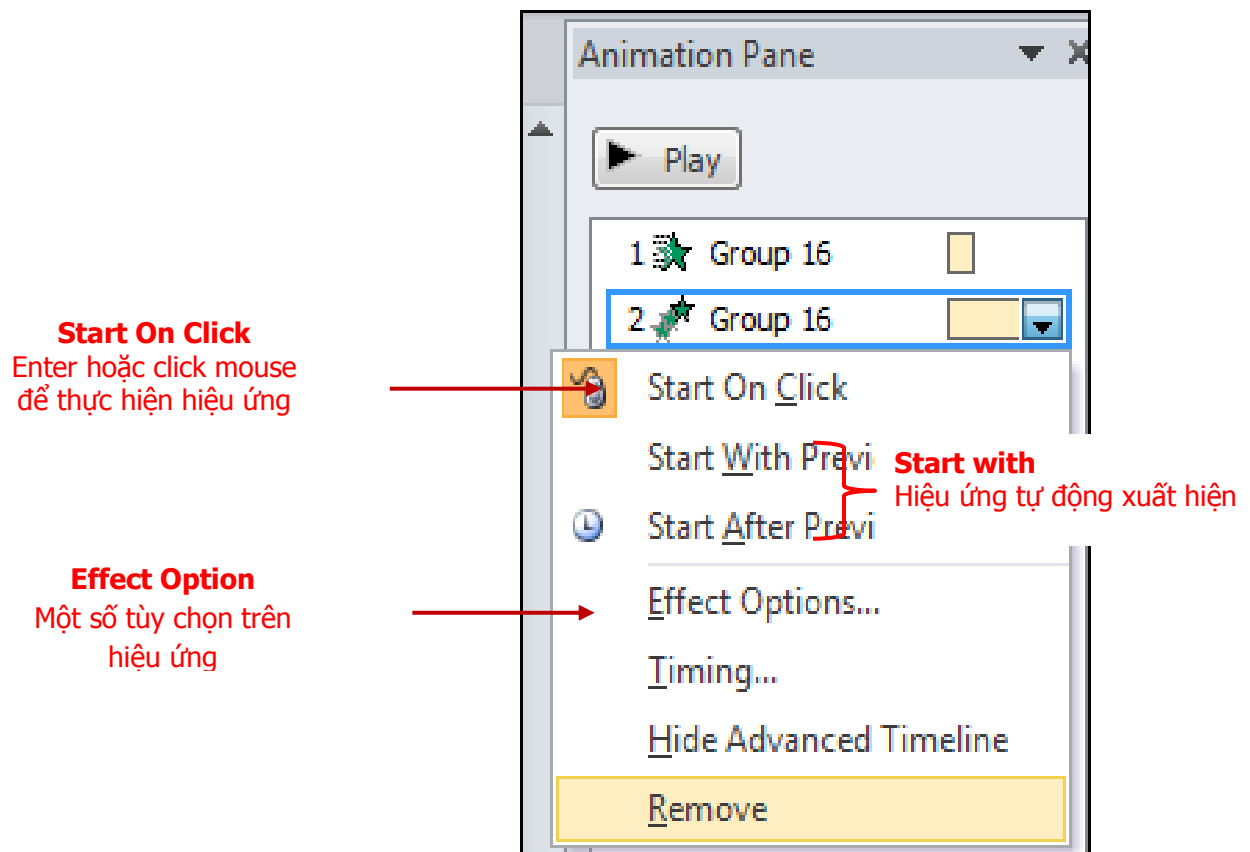 Animation Pane
Play
1 Group 16
2 Group 16
Start On Click
Enter hoặc click mouse
để thực hiện hiệu ứng
Start On Click
Start With Previ
Start After Previ
Start with
Hiệu ứng tự động xuất hiện
Effect Option
Một số tùy chọn trên
hiệu ứng
Effect Options...
Timing...
Hide Advanced Timeline
Remove